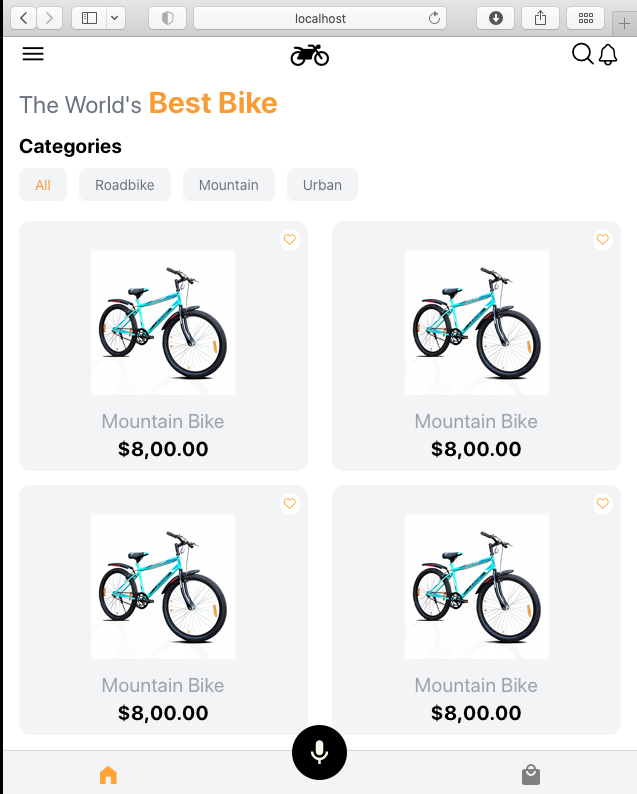 localhost
The World's Best Bike
Categories
All Roadbike Mountain Urban
Mountain Bike Mountain Bike
$8,00.00 $8,00.00
Mountain Bike Mountain Bike
$8,00.00 $8,00.00